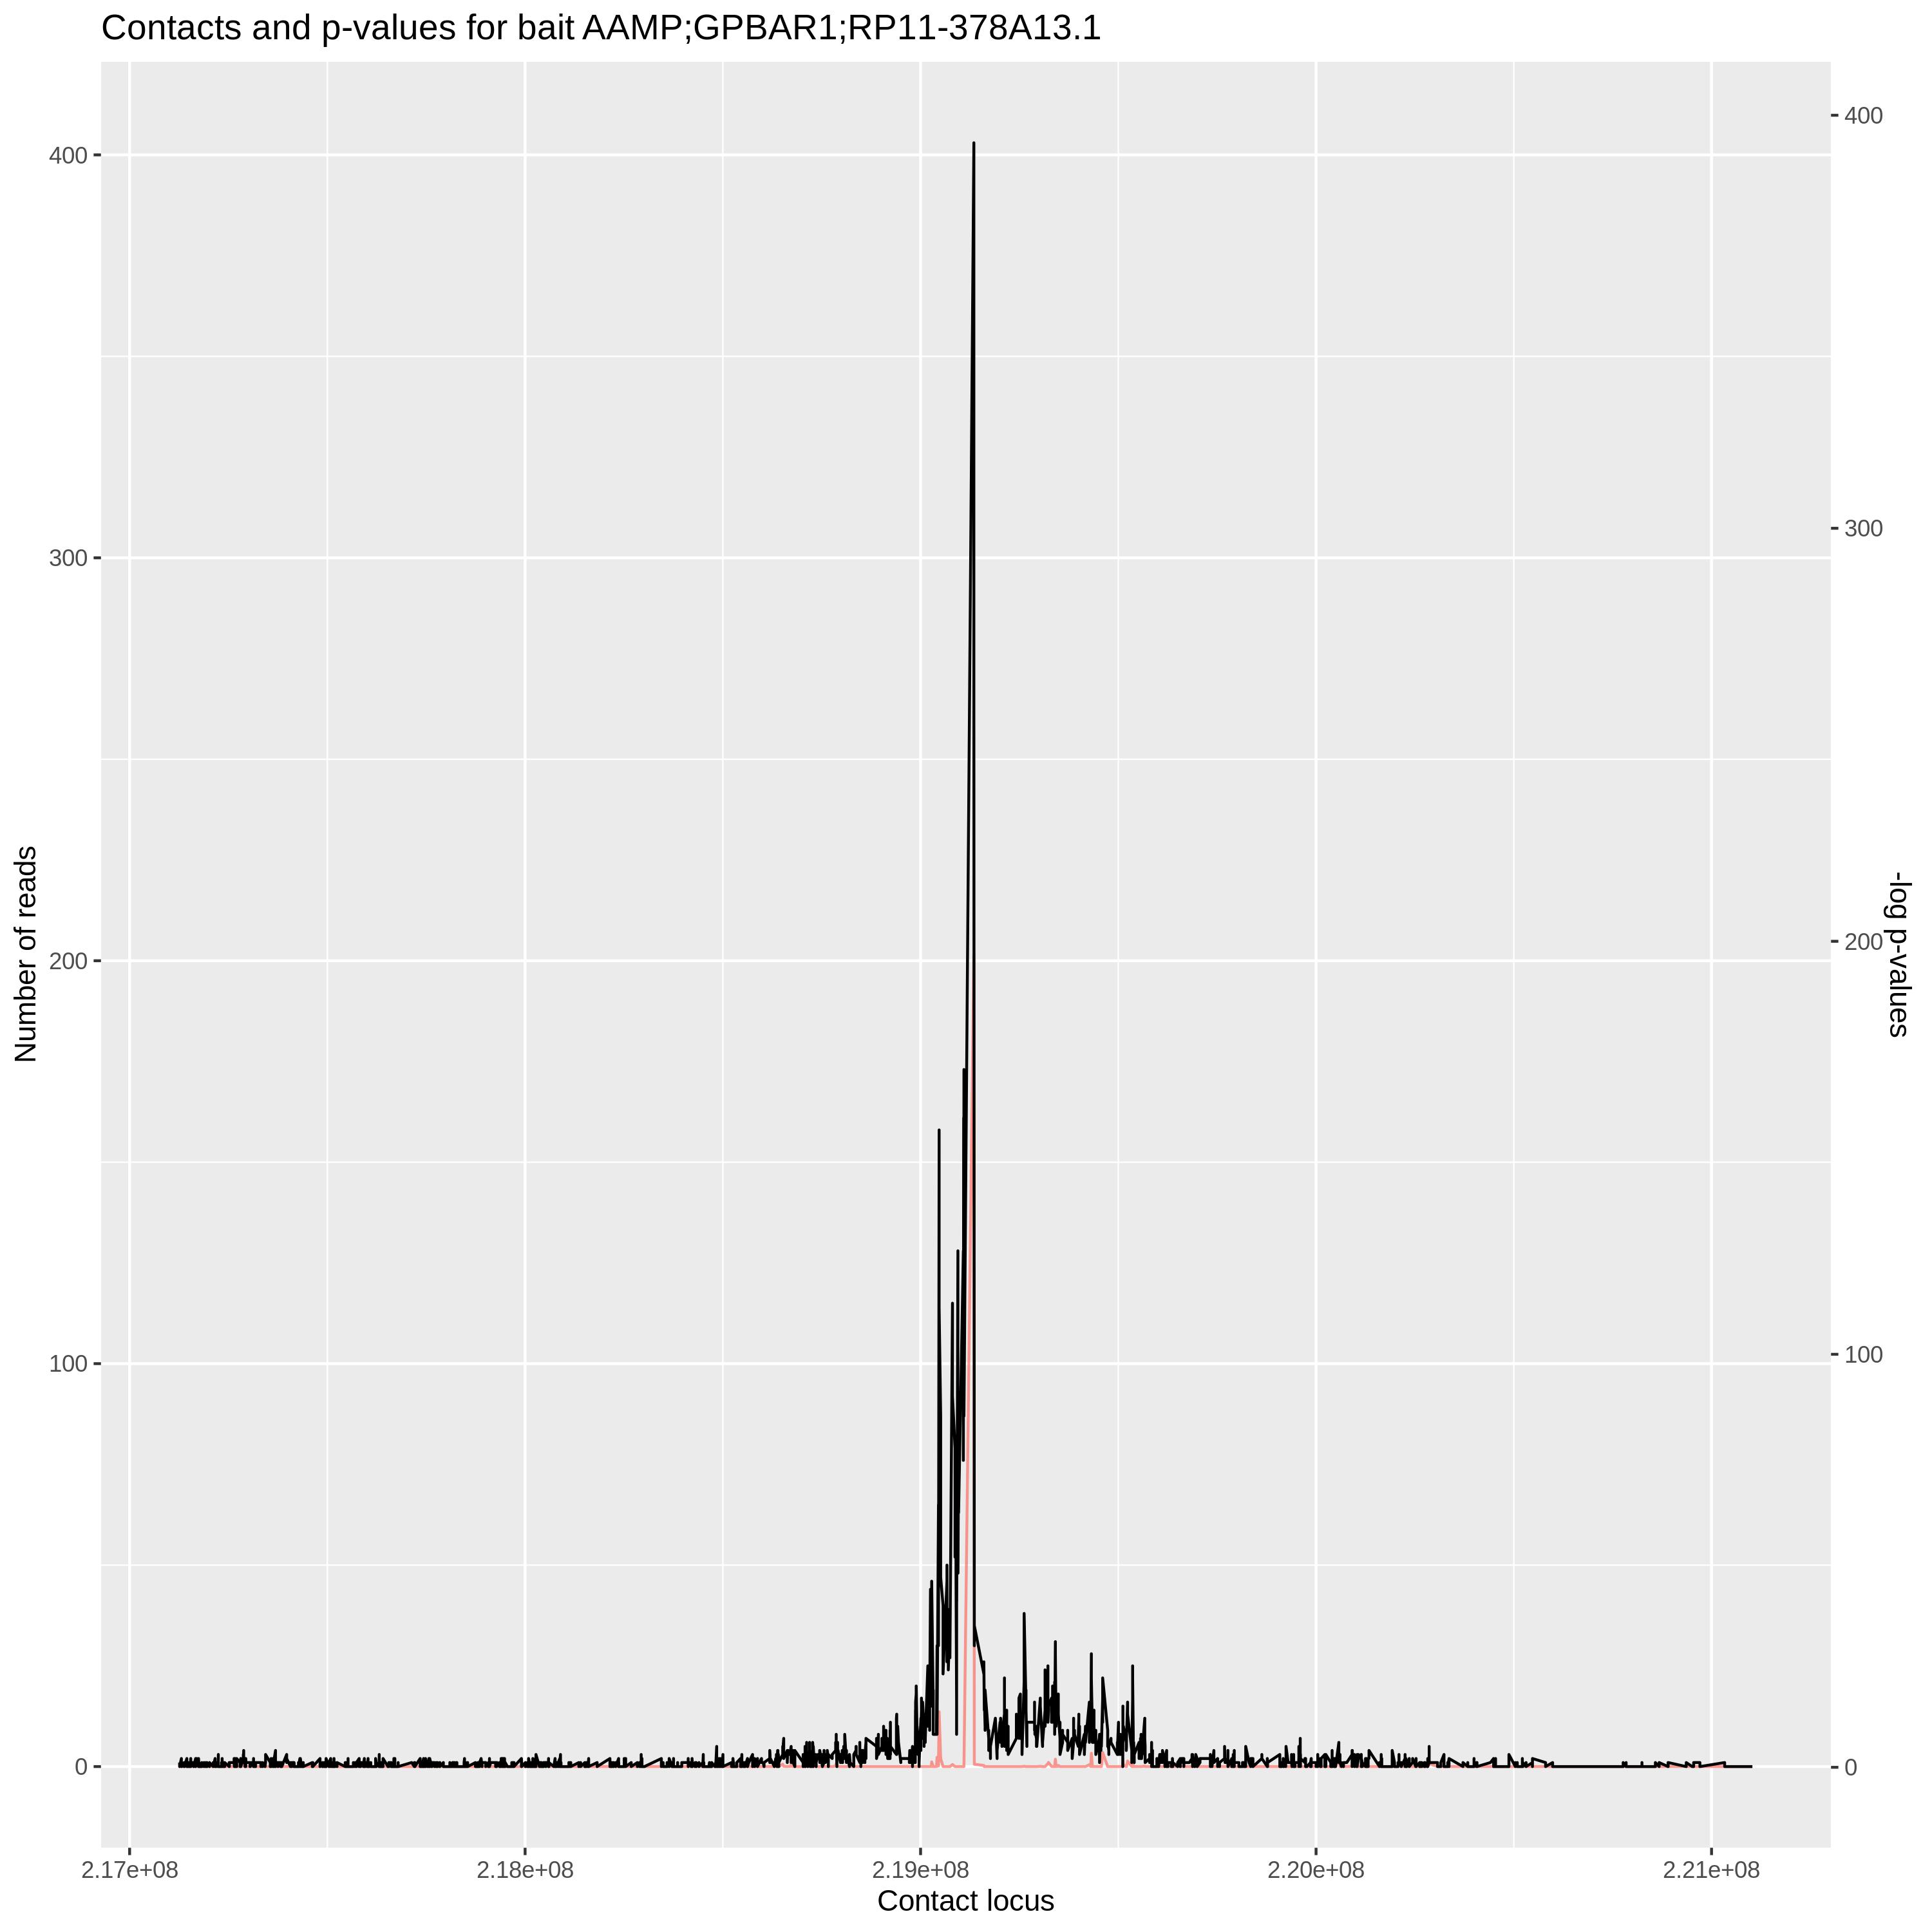 Contacts and p-values for bait AAMP;GPBAR1;RP11-378A13.1
400
300
200
100
0
Number of reads
400
300
200
100
0
-log p-values
2.17e+08
2.18e+08
2.19e+08
2.20e+08
2.21e+08
Contact locus